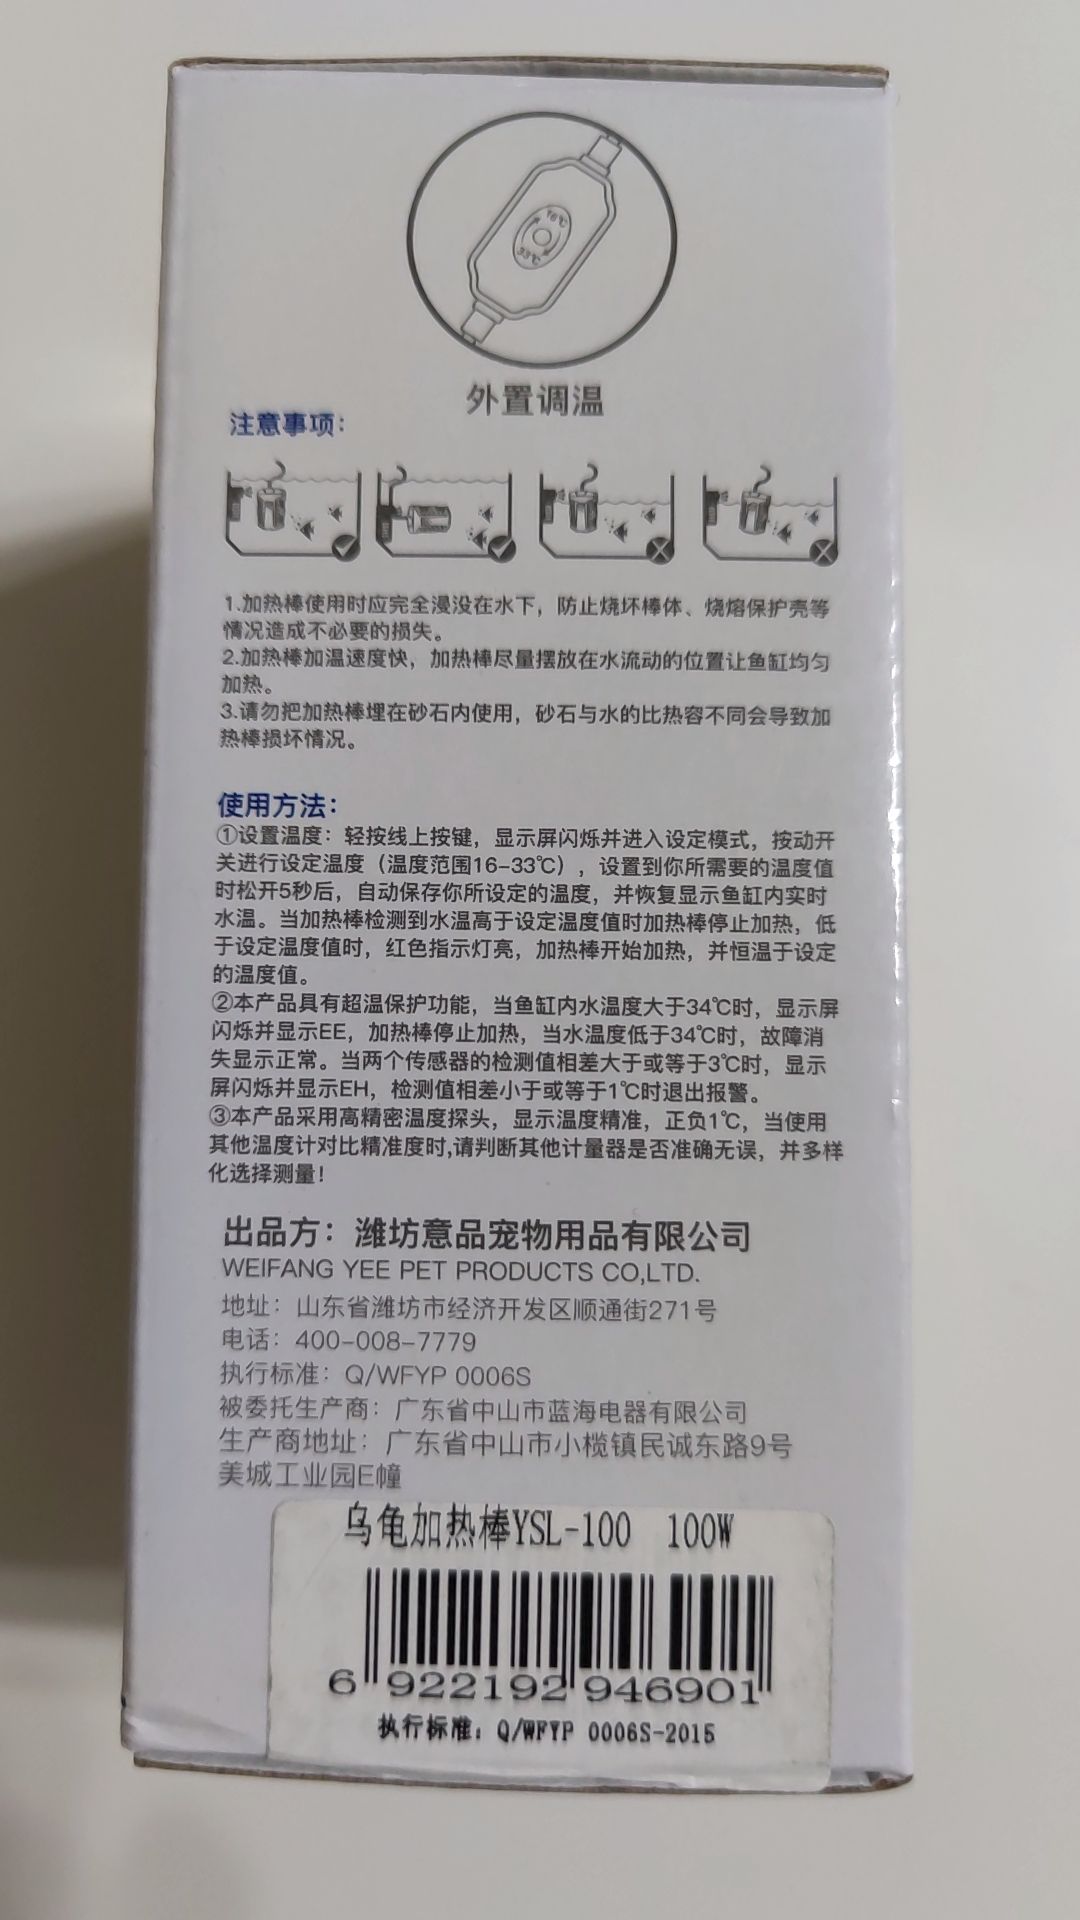 16℃
33℃
外置调温
注意事项：
1.加热棒使用时应完全漫没在水下，防止烧坏棒体、烧熔保护壳等
情况造成不必要的损失。
2.加热棒加温速度快，加热棒尽量摆放在水流动的位置让鱼缸均匀
加热。
3.请勿把加热棒埋在砂石内使用，砂石与水的比热容不同会导致加
热棒损坏情况。
使用方法：
①设置温度：轻按线上按键，显示屏闪烁并进入设定模式，按动开
关进行设定温度（温度范围16-33℃），设置到你所需要的温度值
时松开5秒后，自动保存你所设定的温度，并恢复显示鱼缸内实时
水温。当加热棒检测到水温高于设定温度值时加热棒停止加热，低
于设定温度值时，红色指示灯亮，加热棒开始加热，并恒温于设定
的温度值。
②本产品具有超温保护功能，当鱼缸内水温度大于34℃时，显示屏
闪烁并显示EE，加热棒停止加热，当水温度低于34℃时，故障消
失显示正常。当两个传感器的检测值相差大于或等于3℃时，显示
屏闪烁并显示EH，检测值相差小于或等于1℃时退出报警。
③本产品采用高精密温度探头，显示温度精准，正负1℃，当使用
其他温度计对比精准度时,请判断其他计量器是否准确无误，并多样
化选择测量！
出品方：潍坊意品宠物用品有限公司
WEIFANG YEE PET PRODUCTS CO,LTD.
地址：山东省潍坊市经济开发区顺通街271号
电话：400-008-7779
执行标准：Q/WFYP 0006S
被委托生产商：广东省中山市蓝海电器有限公司
生产商地址：广东省中山市小榄镇民诚东路9号
美城工业园E幢
乌龟加热棒YSL-100 100W
6 922192 946901
执行标准：Q/WFYP 0006S-2015